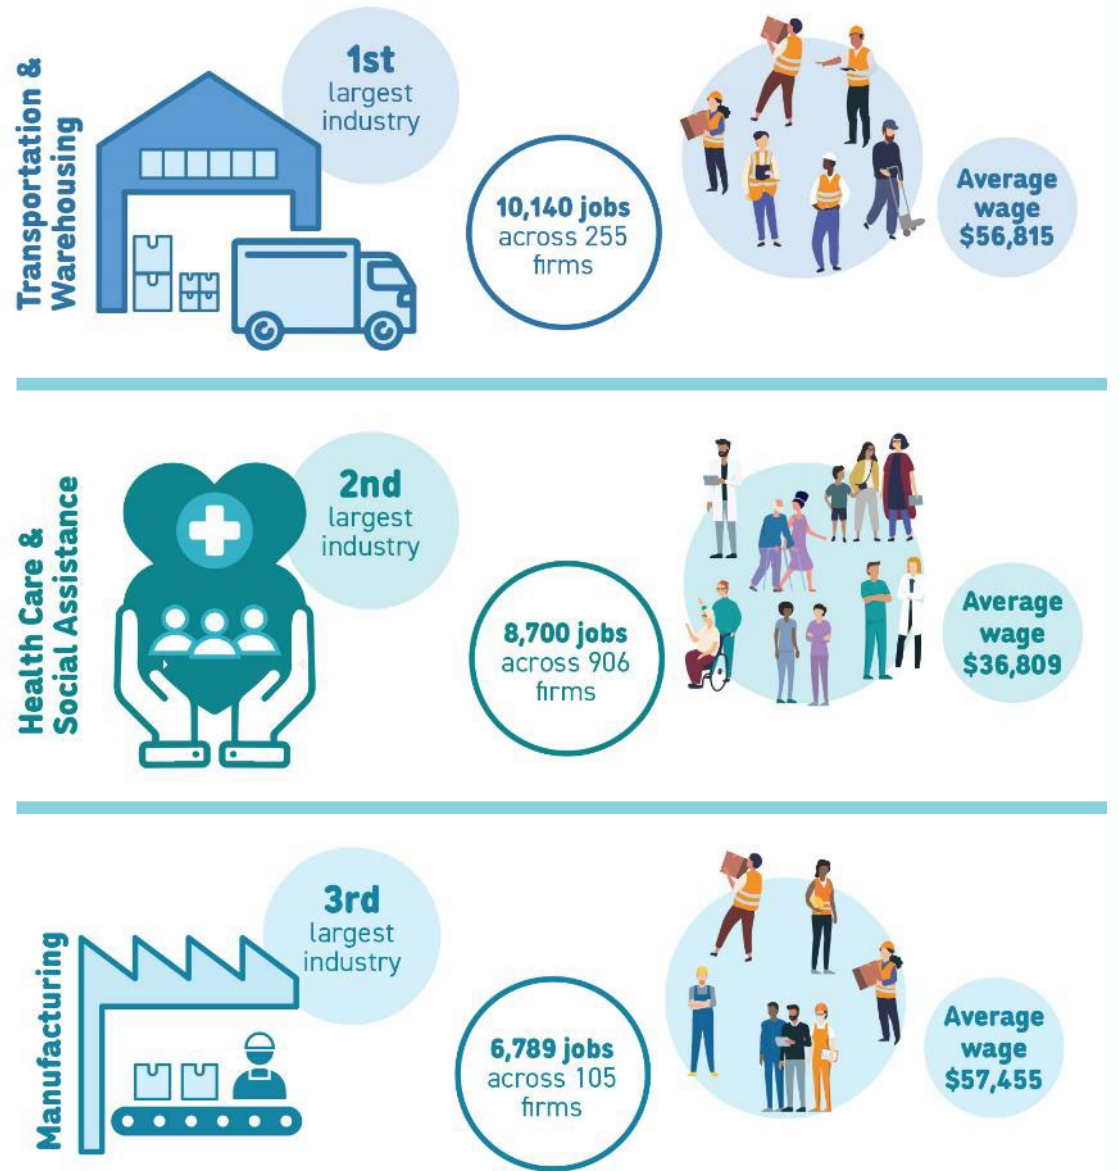 Transportation &
Warehousing
1st
largest
industry
10,140 jobs
across 255
firms
Average
wage
$56,815
Health Care &
Social Assistance
2nd
largest
industry
8,700 jobs
across 906
firms
Average
wage
$36,809
Manufacturing
3rd
largest
industry
6,789 jobs
across 105
firms
Average
wage
$57,455